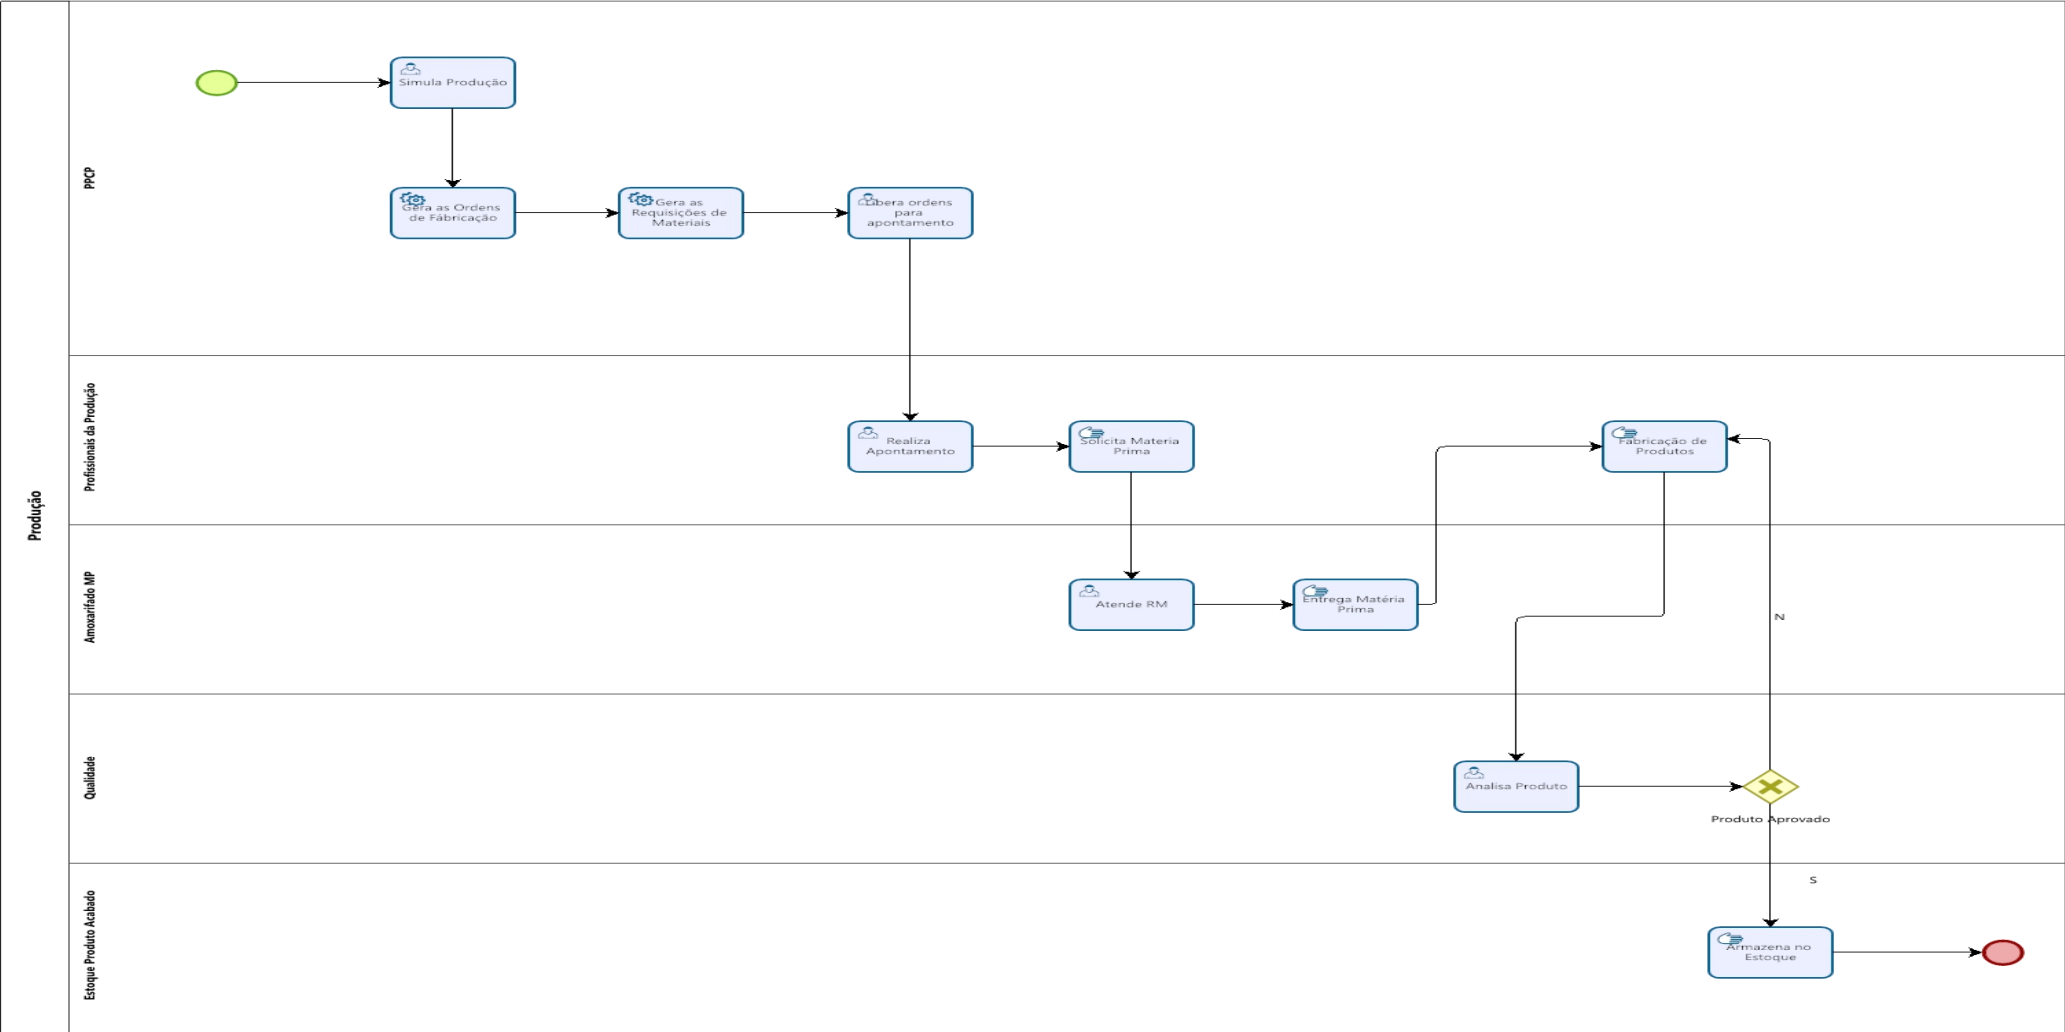 Produção
PPCP
Simula Produção
Gera as Ordens
de Fábricação
Gera as
Requisições de
Materiais
Libera ordens
para
apontamento
Profissionais da Produção
Realiza
Apontamento
Solicita Materia
Prima
Fabricação de
Produtos
Amoxarifado MP
Atende RM
Entrega Matéria
Prima
N
Qualidade
Analisa Produto
Produto Aprovado
Estoque Produto Acabado
S
Armazena no
Estoque